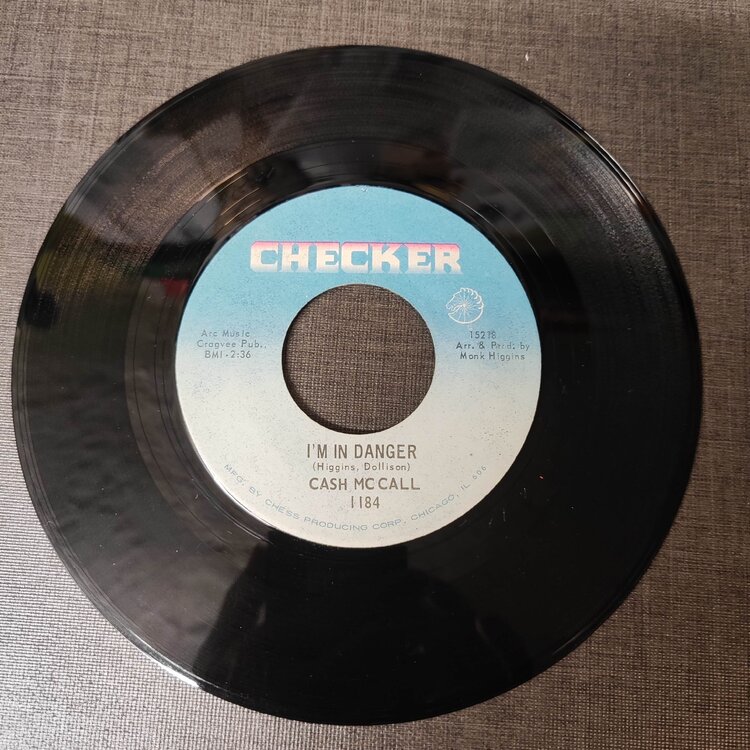 CHECKER
Arc Music
Cragvee Pub.,
BMI - 2:36
15218
Arr. & Prod. by
Monk Higgins
I'M IN DANGER
(Higgins, Dollison)
CASH MC CALL
1184
MFG. BY CHESS PRODUCING CORP., CHICAGO, IL. 606